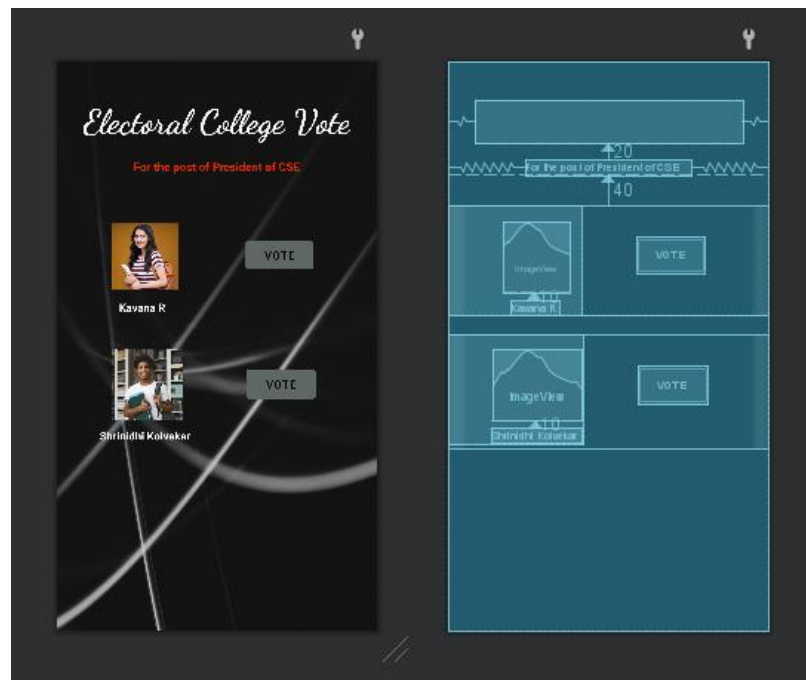 Electoral College Vote
For the post of President of CSE
VOTE
Kavana R
VOTE
Shrinidhi Kolvekar
20
For the post of President of CSE
40
ImageView
VOTE
10
Kavana R
ImageView
VOTE
10
Shrinidhi Kolvekar